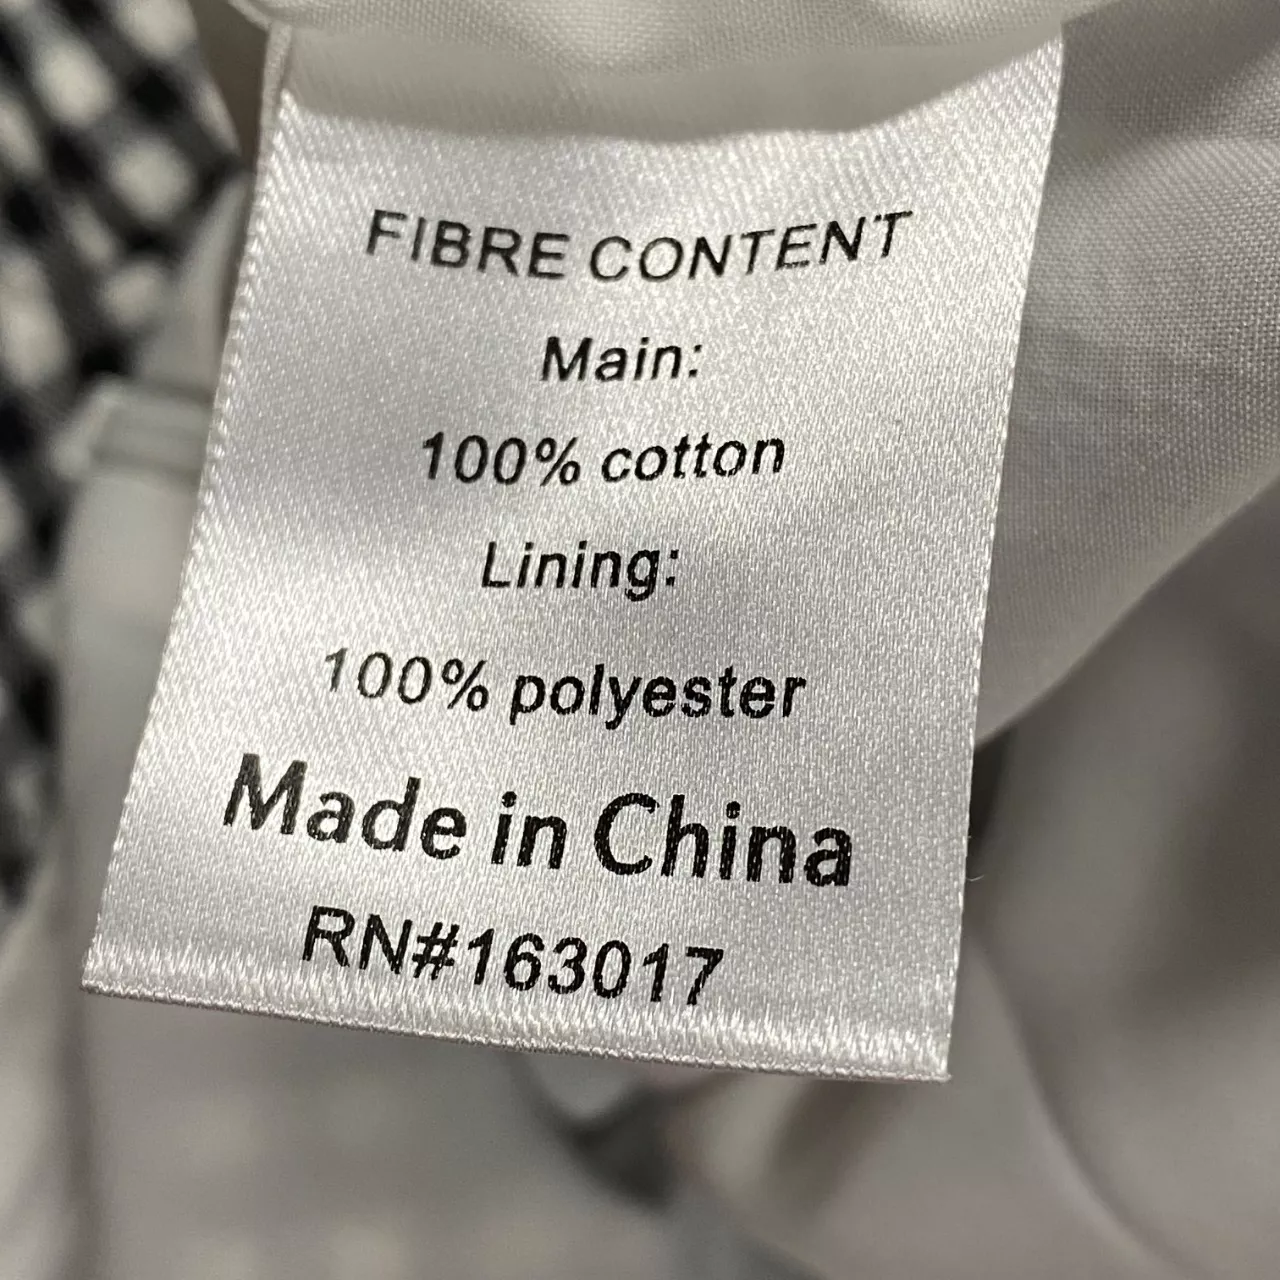 FIBRE CONTENT
Main:
100% cotton
Lining:
100% polyester
Made in China
RN#163017